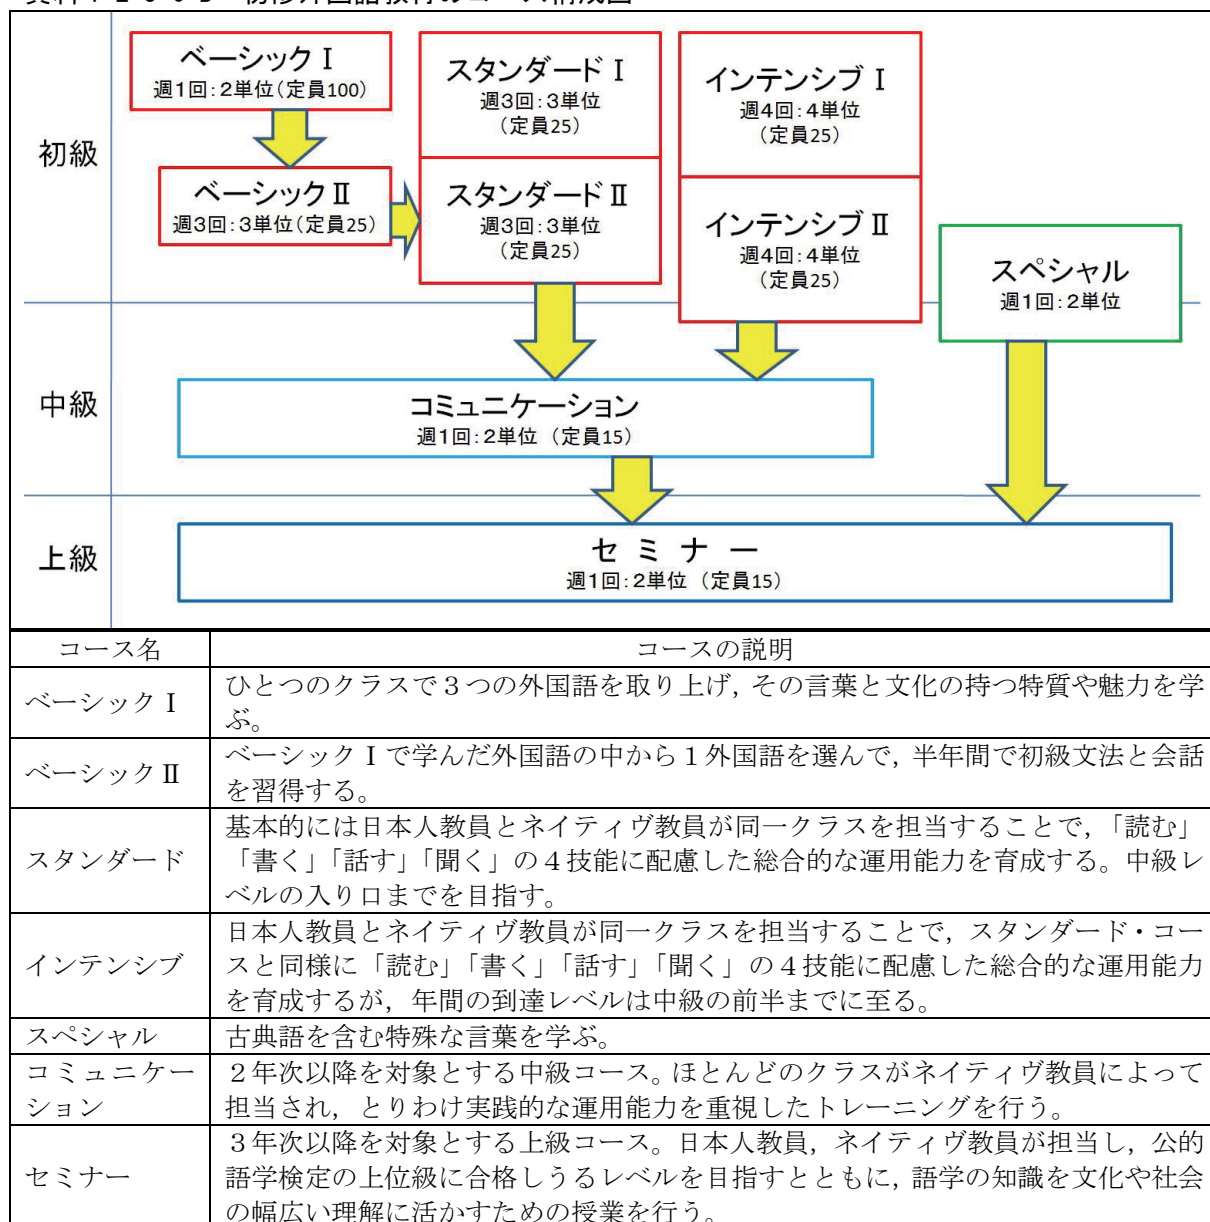 ベーシックⅠ
週1回:2単位(定員100)
スタンダードⅠ
週3回:3単位
(定員25)
インテンシブⅠ
週4回:4単位
(定員25)
初級
ベーシックⅡ
週3回:3単位(定員25)
スタンダードⅡ
週3回:3単位
(定員25)
インテンシブⅡ
週4回:4単位
(定員25)
スペシャル
週1回:2単位
中級
コミュニケーション
週1回:2単位 (定員15)
上級
セ ミ ナ ー
週1回:2単位 (定員15)
コース名 コースの説明
ベーシックⅠ ひとつのクラスで3つの外国語を取り上げ,その言葉と文化の持つ特質や魅力を学
ぶ。
ベーシックⅡ ベーシックⅠで学んだ外国語の中から1外国語を選んで,半年間で初級文法と会話
を習得する。
スタンダード 基本的には日本人教員とネイティヴ教員が同一クラスを担当することで,「読む」
「書く」「話す」「聞く」の4技能に配慮した総合的な運用能力を育成する。中級レ
ベルの入り口までを目指す。
インテンシブ 日本人教員とネイティヴ教員が同一クラスを担当することで,スタンダード・コー
スと同様に「読む」「書く」「話す」「聞く」の4技能に配慮した総合的な運用能力
を育成するが,年間の到達レベルは中級の前半までに至る。
スペシャル 古典語を含む特殊な言葉を学ぶ。
コミュニケー
ション
2年次以降を対象とする中級コース。ほとんどのクラスがネイティヴ教員によって
担当され,とりわけ実践的な運用能力を重視したトレーニングを行う。
セミナー 3年次以降を対象とする上級コース。日本人教員,ネイティヴ教員が担当し,公的
語学検定の上位級に合格しうるレベルを目指すとともに,語学の知識を文化や社会
の幅広い理解に活かすための授業を行う。